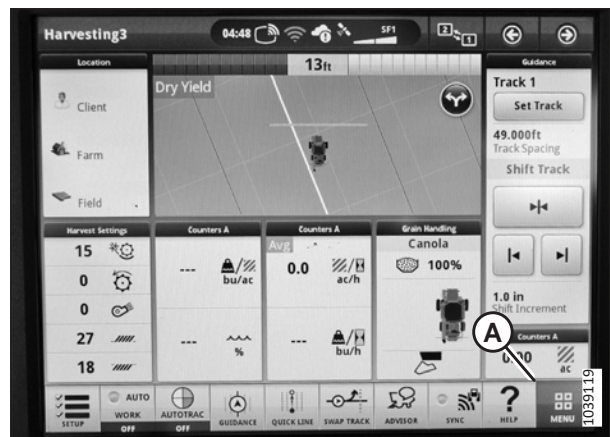 Harvesting3
04:48
SF1
2
1
Location
Client
Farm
Field
13ft
Dry Yield
Guidance
Track 1
Set Track
49.000ft
Track Spacing
Shift Track
1.0 in
Shift Increment
Harvest Settings
15
0
0
27
18
Counters A
---
bu/ac
---
%
Counters A
Avg
0.0
ac/h
---
bu/h
Grain Handling
Canola
100%
A
Counters A
0.00
ac
SETUP
AUTO
WORK
OFF
AUTOTRAC
OFF
GUIDANCE
QUICK LINE
SWAP TRACK
ADVISOR
SYNC
?
HELP
MENU
1039119